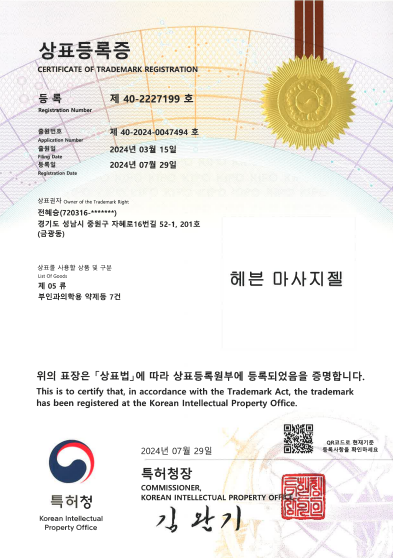 상표등록증
CERTIFICATE OF TRADEMARK REGISTRATION
등 록 제 40-2227199 호
Registration Number
출원번호 제 40-2024-0047494 호
Application Number
출원일 2024년 03월 15일
Filing Date
등록일 2024년 07월 29일
Registration Date
상표권자 Owner of the Trademark Right
전혜승(720316-*******)
경기도 성남시 중원구 자혜로16번길 52-1, 201호
(금광동)
상표를 사용할 상품 및 구분
List Of Goods
제 05 류
부인과의학용 약제등 7건
헤븐 마사지젤
위의 표장은 「상표법」에 따라 상표등록원부에 등록되었음을 증명합니다.
This is to certify that, in accordance with the Trademark Act, the trademark
has been registered at the Korean Intellectual Property Office.
2024년 07월 29일
QR코드로 현재기준
등록사항을 확인하세요
특허청
Korean Intellectual
Property Office
특허청장
COMMISSIONER,
KOREAN INTELLECTUAL PROPERTY OFFICE
김완기